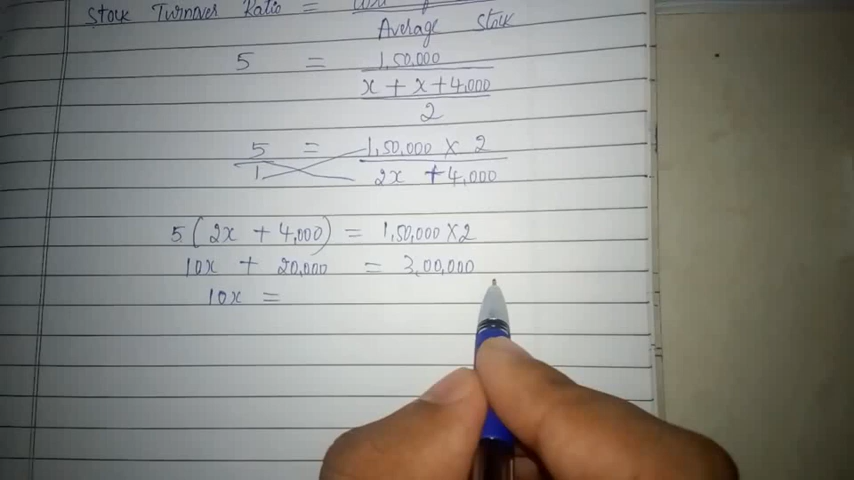 Stock Turnover Ratio =
Average Stock
5 = 1,50,000
x + x + 4,000
2
5 = 1,50,000 x 2
1 2x + 4,000
5 ( 2x + 4,000 ) = 1,50,000 x 2
10x + 20,000 = 3,00,000
10x =